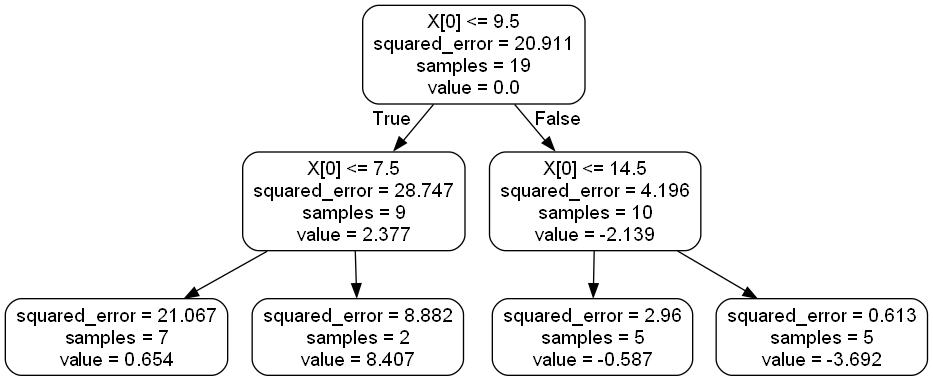 X[0] <= 9.5
squared_error = 20.911
samples = 19
value = 0.0
True
False
X[0] <= 7.5
squared_error = 28.747
samples = 9
value = 2.377
X[0] <= 14.5
squared_error = 4.196
samples = 10
value = -2.139
squared_error = 21.067
samples = 7
value = 0.654
squared_error = 8.882
samples = 2
value = 8.407
squared_error = 2.96
samples = 5
value = -0.587
squared_error = 0.613
samples = 5
value = -3.692